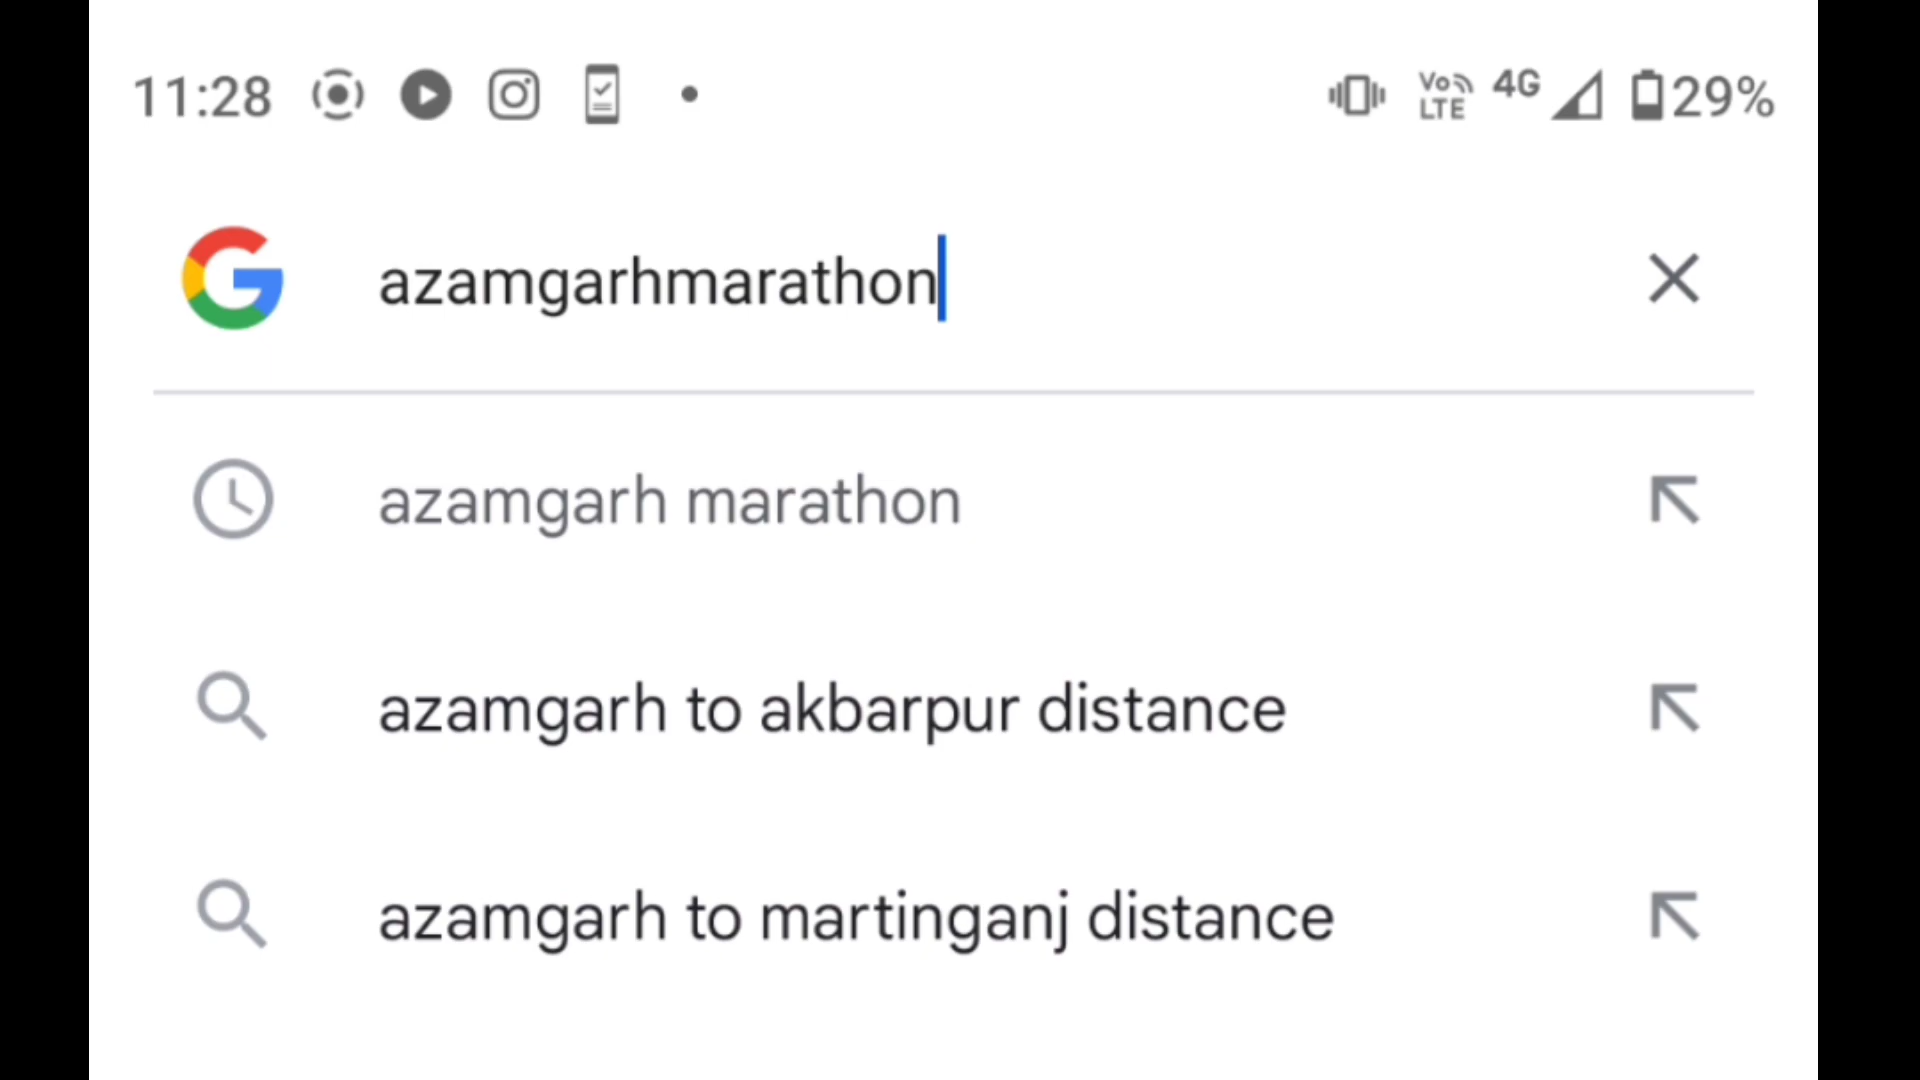 11:28 Vo LTE 4G 29%
azamgarhmarathon
azamgarh marathon
azamgarh to akbarpur distance
azamgarh to martinganj distance